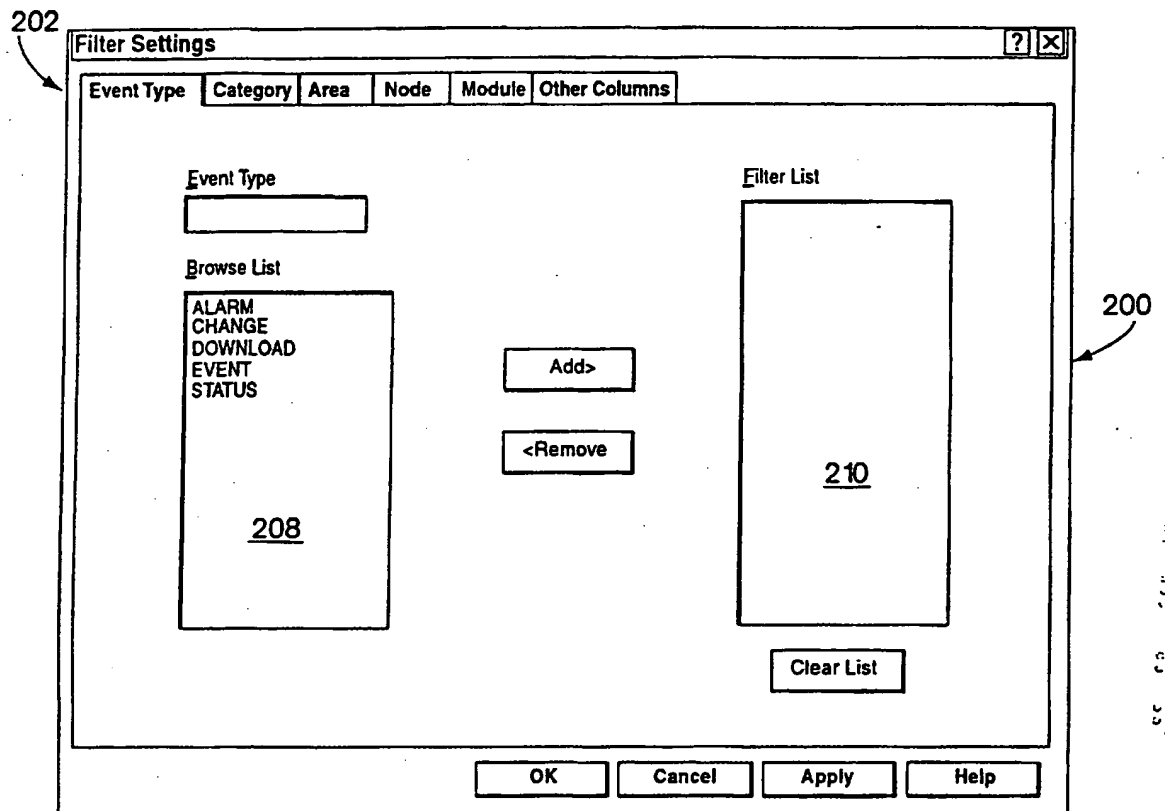 202
Filter Settings ? X
Event Type Category Area Node Module Other Columns
Event Type
Filter List
Browse List
ALARM
CHANGE
DOWNLOAD
EVENT
STATUS
200
Add>
<Remove
210
208
Clear List
OK Cancel Apply Help